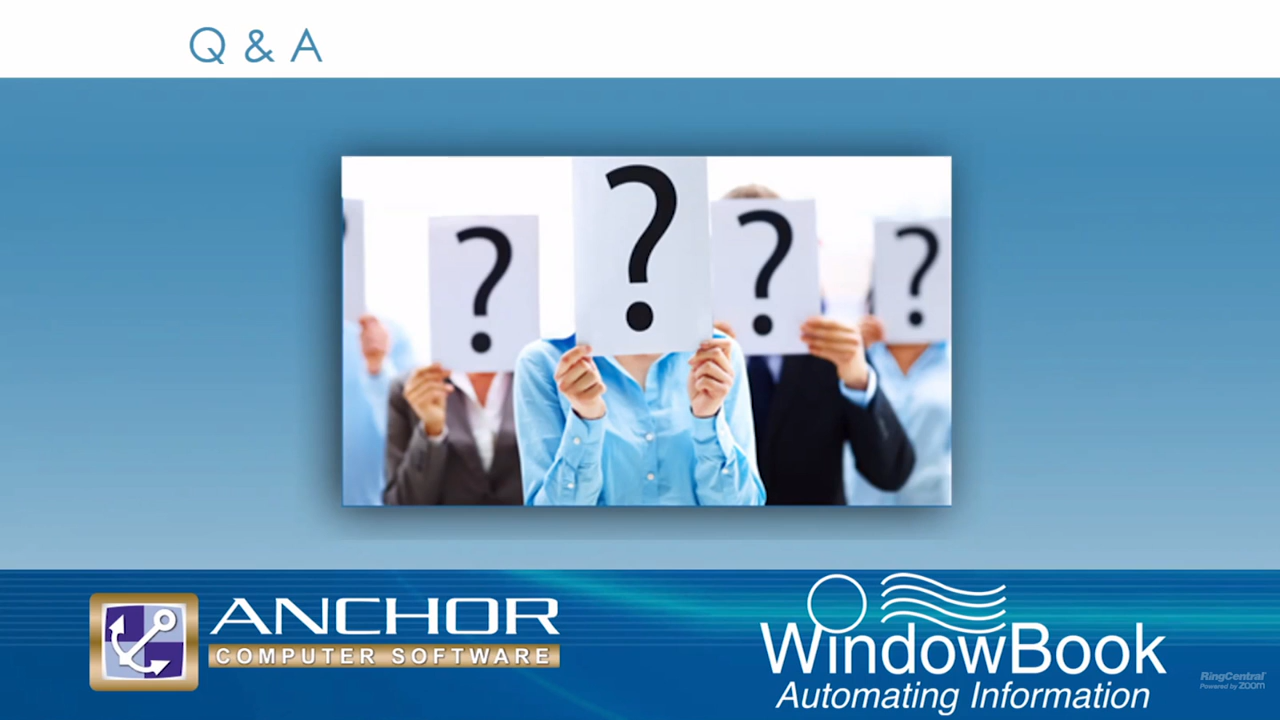 Q & A
? ? ? ?
ANCHOR
COMPUTER SOFTWARE
WindowBook
Automating Information
RingCentral
Powered by zoom